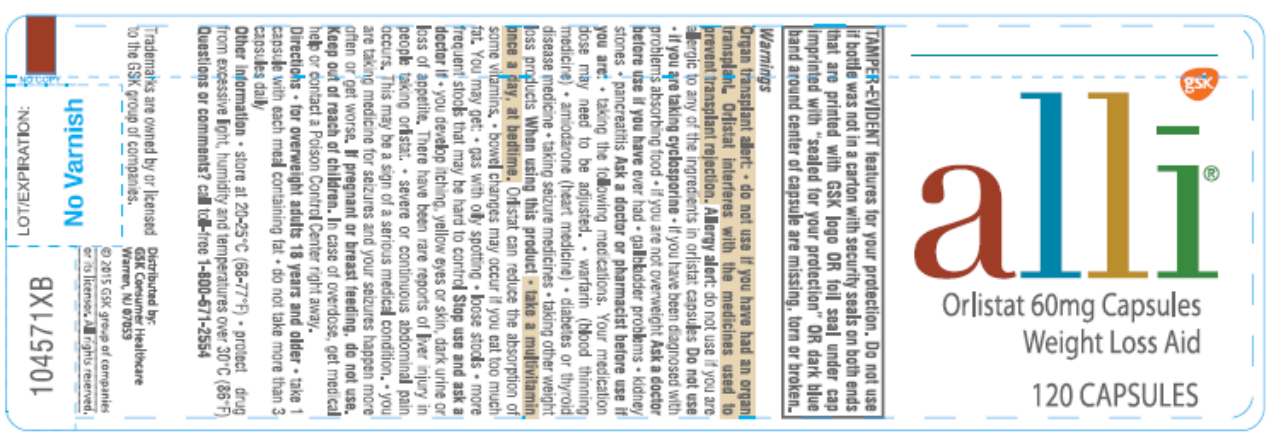 TAMPER-EVIDENT features for your protection. Do not use
if bottle was not in a carton with security seals on both ends
that are printed with GSK logo OR foil seal under cap
imprinted with "sealed for your protection" OR dark blue
band around center of capsule are missing, torn or broken.
Warnings
Organ transplant alert: • do not use if you have had an organ
transplant. Orlistat interferes with the medicines used to
prevent transplant rejection. Allergy alert: do not use if you are
allergic to any of the ingredients in orlistat capsules Do not use
• if you are taking cyclosporine • if you have been diagnosed with
problems absorbing food • if you are not overweight Ask a doctor
before use if you have ever had • gallbladder problems • kidney
stones • pancreatitis Ask a doctor or pharmacist before use if
you are: • taking the following medications. Your medication
dose may need to be adjusted. • warfarin (blood thinning
medicine) • amiodarone (heart medicine) • diabetes or thyroid
disease medicine • taking seizure medicines • taking other weight
loss products When using this product • take a multivitamin
once a day, at bedtime. Orlistat can reduce the absorption of
some vitamins. • bowel changes may occur if you eat too much
fat. You may get: gas with oily spotting • loose stools • more
frequent stools that may be hard to control Stop use and ask a
doctor if • you develop itching, yellow eyes or skin, dark urine or
loss of appetite. There have been rare reports of liver injury in
people taking orlistat. • severe or continuous abdominal pain
occurs. This may be a sign of a serious medical condition. • you
are taking medicine for seizures and your seizures happen more
often or get worse. If pregnant or breast feeding, do not use.
Keep out of reach of children. In case of overdose, get medical
help or contact a Poison Control Center right away.
Directions • for overweight adults 18 years and older • take 1
capsule with each meal containing fat • do not take more than 3
capsules daily
Other information • store at 20-25°C (68-77°F) • protect drug
from excessive light, humidity and temperatures over 30°C (86°F)
Questions or comments? call toll-free 1-800-671-2554
Trademarks are owned by or licensed
to the GSK group of companies.
Distributed by:
GSK Consumer Healthcare
Warren, NJ 07059
© 2015 GSK group of companies
or its licensor. All rights reserved.
NO COPY
No Varnish
LOT/EXPIRATION:
104571XB
gsk
alli®
Orlistat 60mg Capsules
Weight Loss Aid
120 CAPSULES